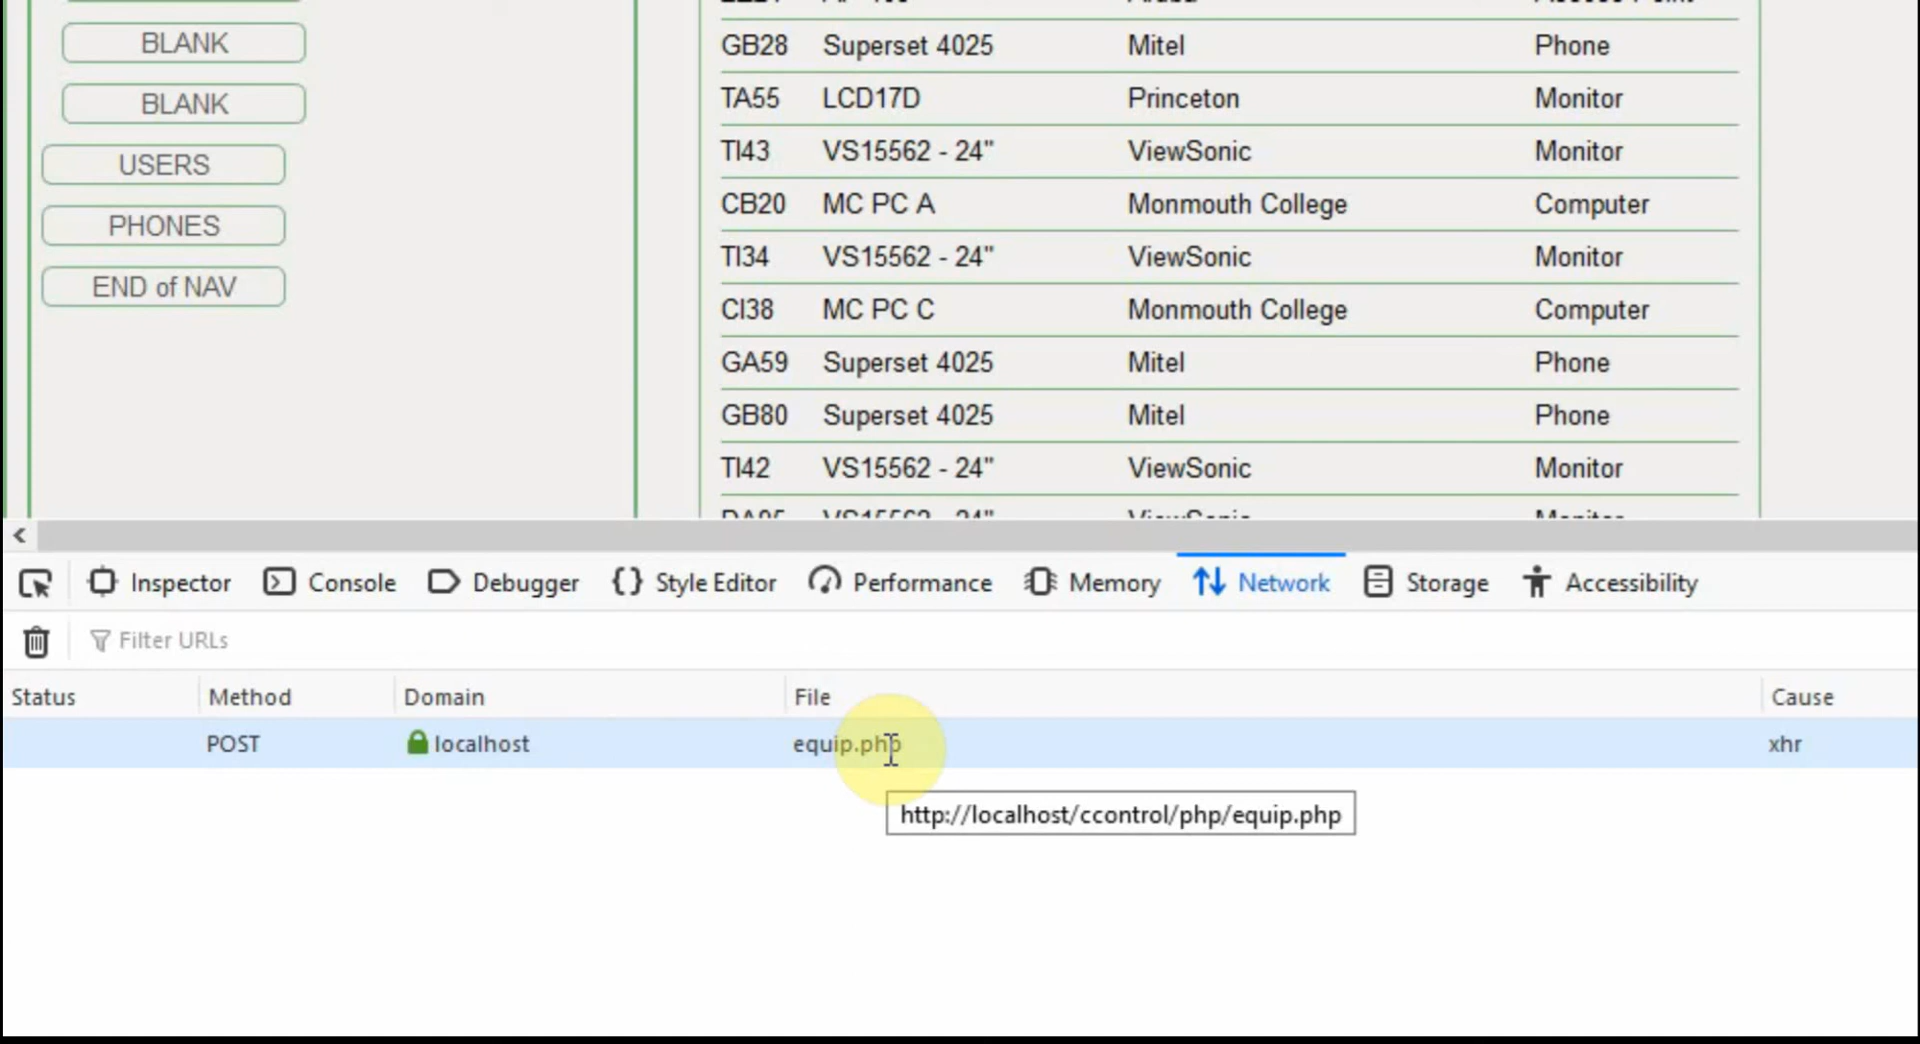 BLANK
BLANK
USERS
PHONES
END of NAV
GB28 Superset 4025 Mitel Phone
TA55 LCD17D Princeton Monitor
TI43 VS15562 - 24" ViewSonic Monitor
CB20 MC PC A Monmouth College Computer
TI34 VS15562 - 24" ViewSonic Monitor
CI38 MC PC C Monmouth College Computer
GA59 Superset 4025 Mitel Phone
GB80 Superset 4025 Mitel Phone
TI42 VS15562 - 24" ViewSonic Monitor
Inspector Console Debugger Style Editor Performance Memory Network Storage Accessibility
Filter URLs
Status Method Domain File Cause
POST localhost equip.php xhr
http://localhost/ccontrol/php/equip.php